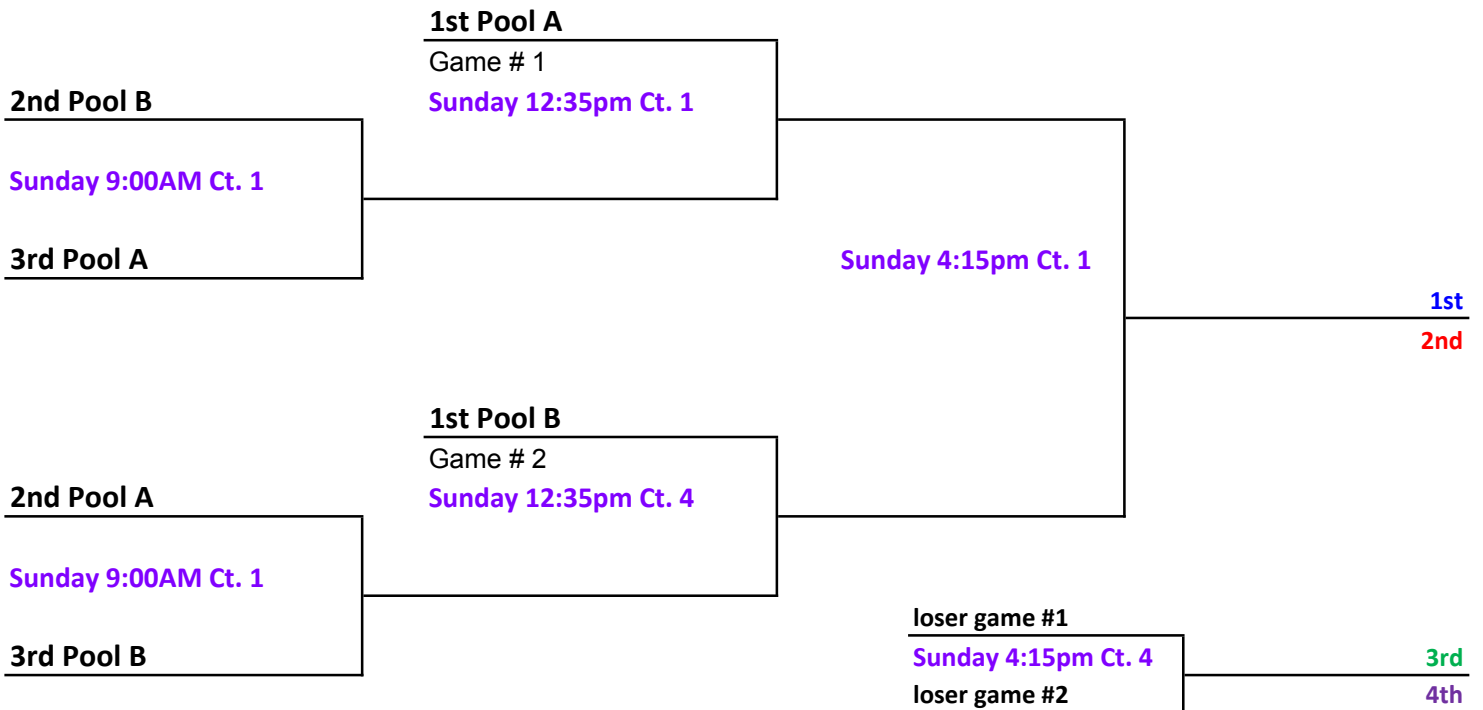 1st Pool A
Game # 1
2nd Pool B
Sunday 12:35pm Ct. 1
Sunday 9:00AM Ct. 1
3rd Pool A
Sunday 4:15pm Ct. 1
1st
2nd
1st Pool B
Game # 2
2nd Pool A
Sunday 12:35pm Ct. 4
Sunday 9:00AM Ct. 1
loser game #1
3rd Pool B
Sunday 4:15pm Ct. 4
3rd
loser game #2
4th